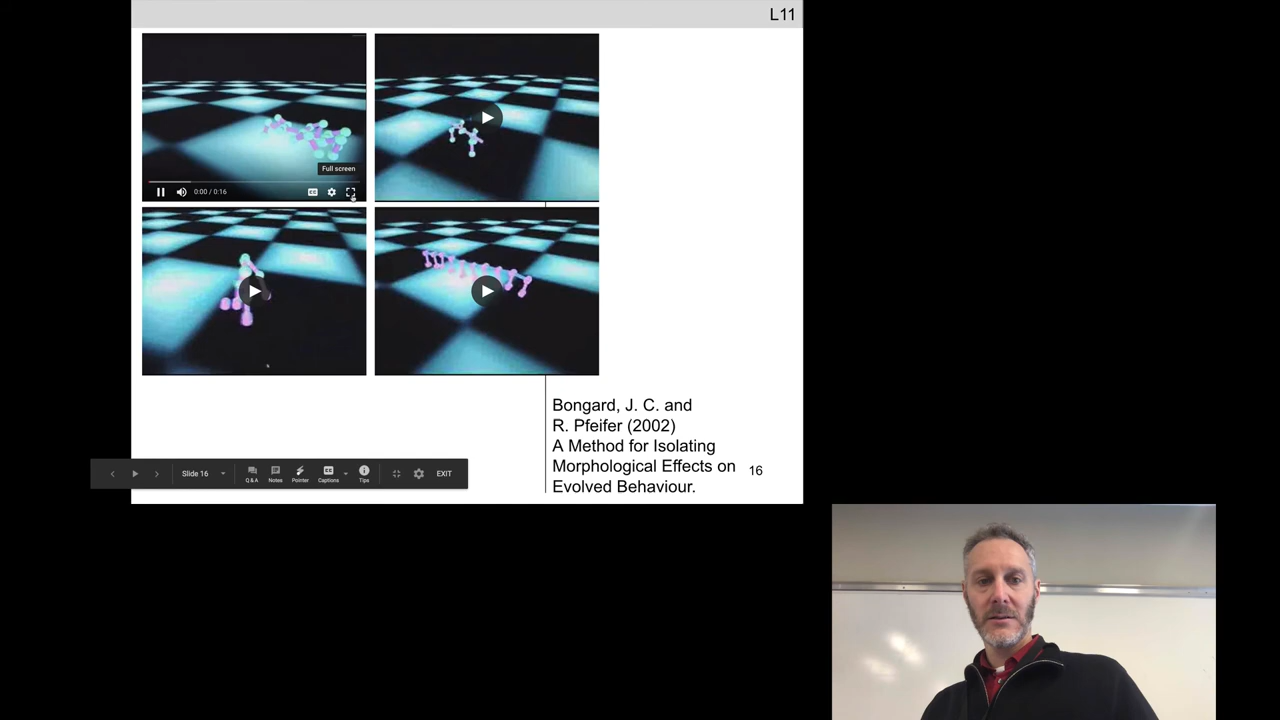 L11
Full screen
0:00 / 0:16
Bongard, J. C. and
R. Pfeifer (2002)
A Method for Isolating
Morphological Effects on
Evolved Behaviour.
16
Slide 16
Q&A
Notes
Pointer
Captions
Tips
EXIT